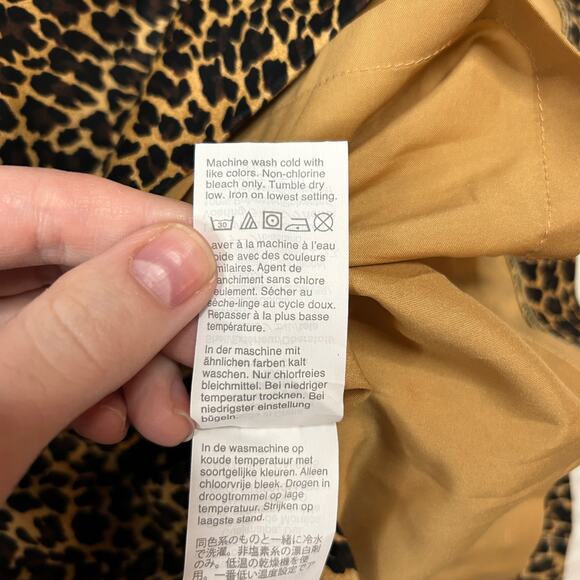 Machine wash cold with
like colors. Non-chlorine
bleach only. Tumble dry
low. Iron on lowest setting.
30
laver à la machine à l'eau
oide avec des couleurs
milaires. Agent de
anchiment sans chlore
eulement. Sécher au
sèche-linge au cycle doux.
Repasser à la plus basse
température.
In der maschine mit
ähnlichen farben kalt
waschen. Nur chlorfreies
bleichmittel. Bei niedriger
temperatur trocknen. Bei
niedrigster einstellung
bügeln.
In de wasmachine op
koude temperatuur met
soortgelijke kleuren. Alleen
chloorvrije bleek. Drogen in
droogtrommel op lage
temperatuur. Strijken op
laagste stand.
同色系のものと一緒に冷水
で洗濯。非塩素系の漂白剤
のみ。低温の乾燥機を使
用。一番低い温度設定でア